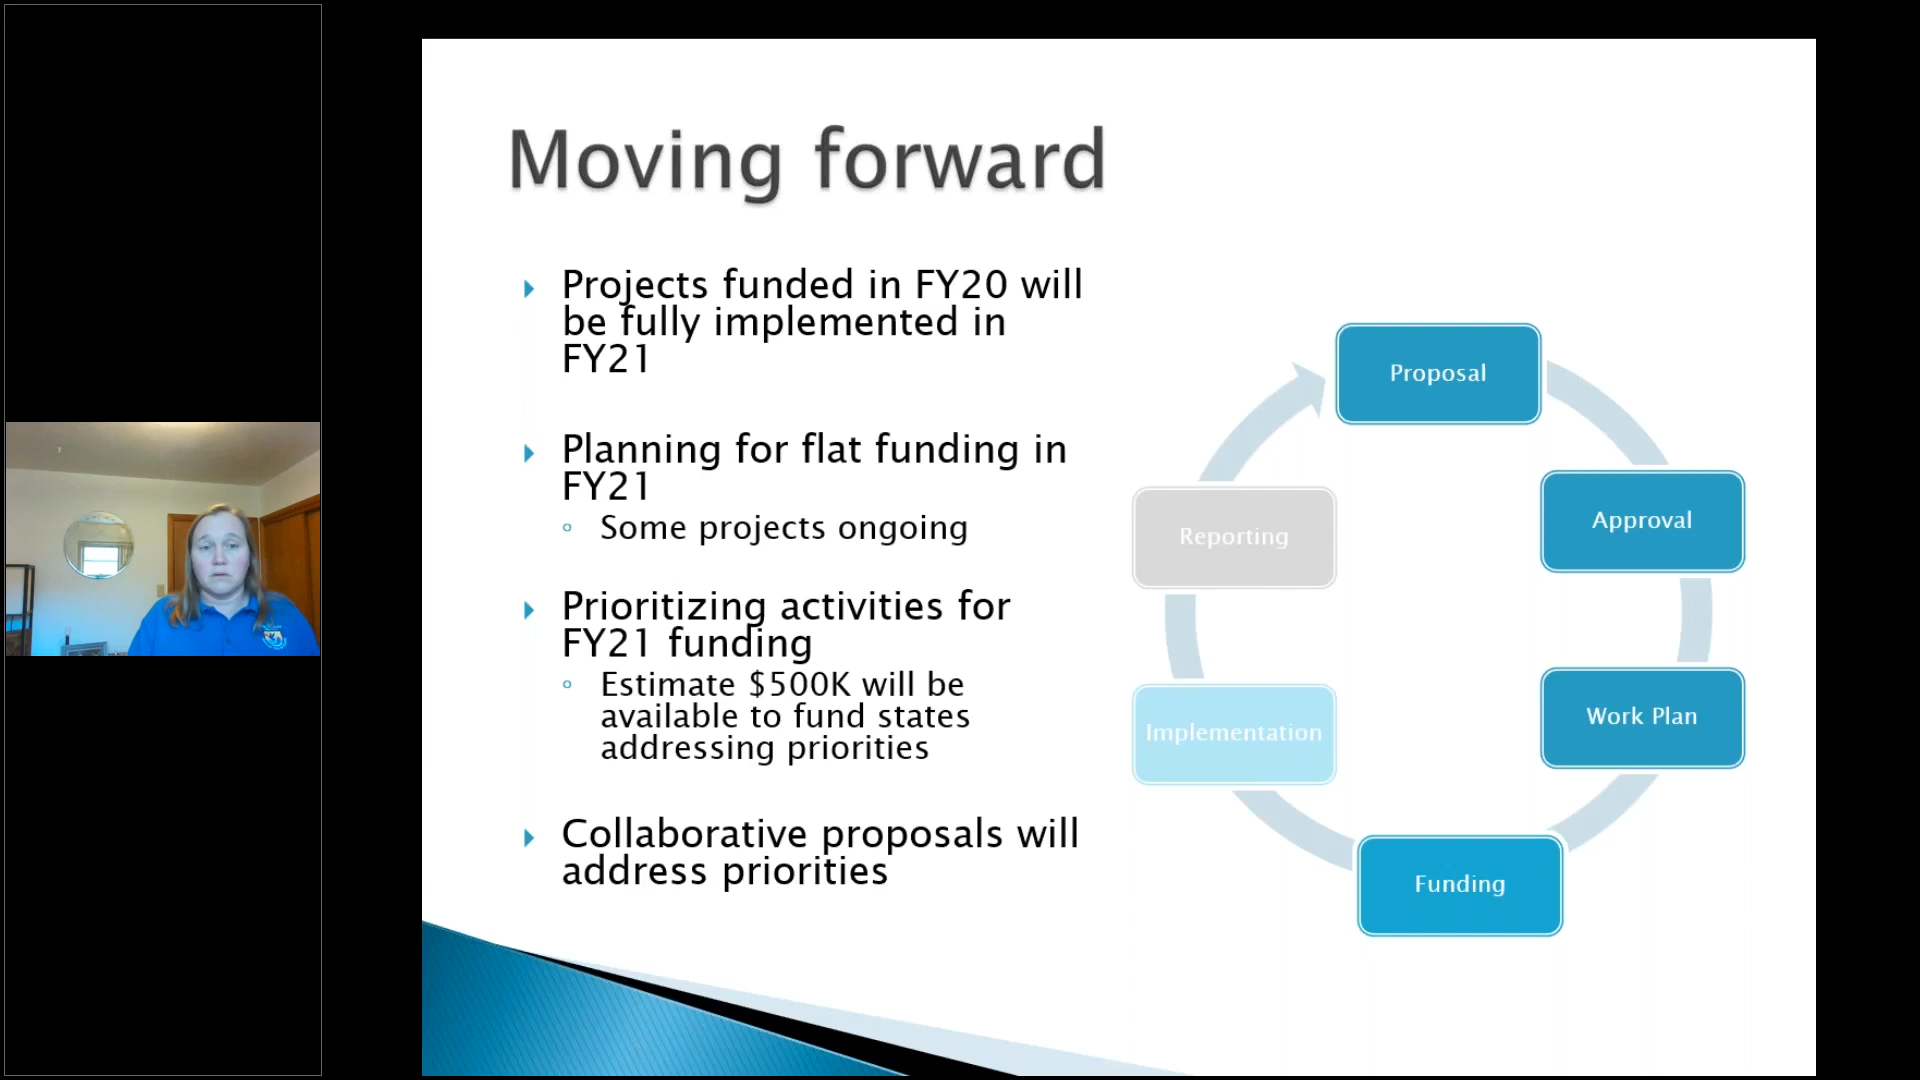 Moving forward
Projects funded in FY20 will
be fully implemented in
FY21
Planning for flat funding in
FY21
Some projects ongoing
Prioritizing activities for
FY21 funding
Estimate $500K will be
available to fund states
addressing priorities
Collaborative proposals will
address priorities
Proposal
Approval
Work Plan
Funding
Implementation
Reporting